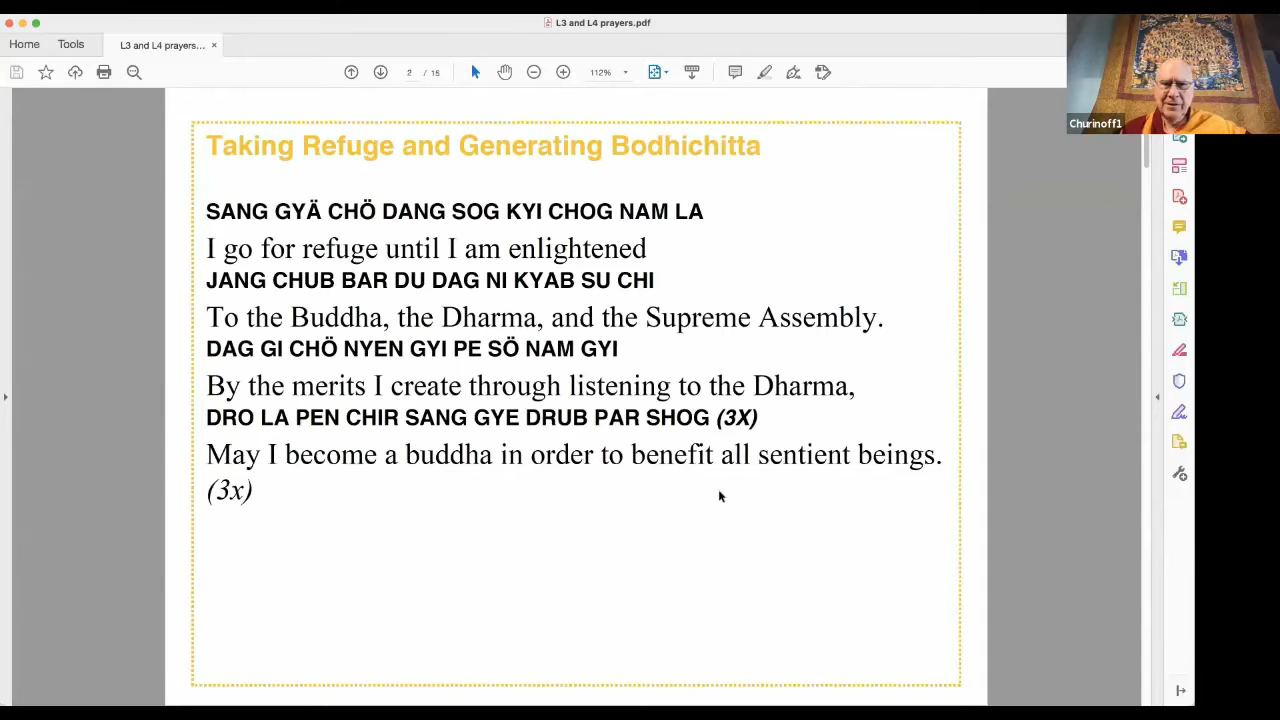 L3 and L4 prayers.pdf
Home Tools L3 and L4 prayers... ×
2 / 15 112%
Churinoff1
Taking Refuge and Generating Bodhichitta
SANG GYÄ CHÖ DANG SOG KYI CHOG NAM LA
I go for refuge until I am enlightened
JANG CHUB BAR DU DAG NI KYAB SU CHI
To the Buddha, the Dharma, and the Supreme Assembly.
DAG GI CHÖ NYEN GYI PE SÖ NAM GYI
By the merits I create through listening to the Dharma,
DRO LA PEN CHIR SANG GYE DRUB PAR SHOG (3X)
May I become a buddha in order to benefit all sentient beings.
(3x)